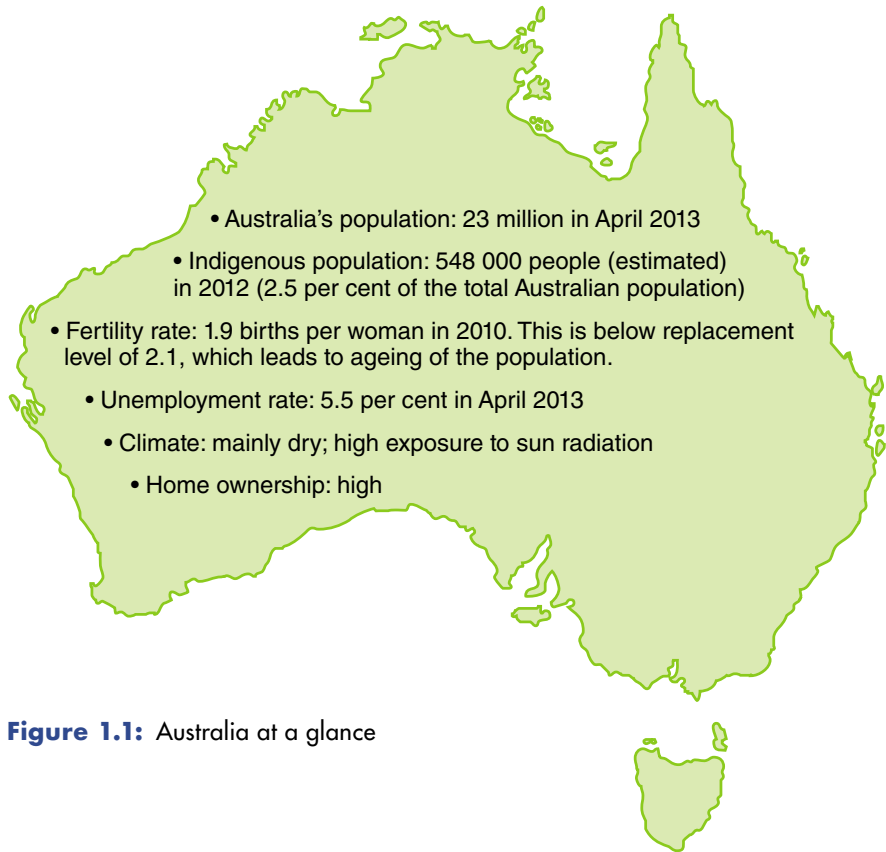 • Australia's population: 23 million in April 2013
• Indigenous population: 548 000 people (estimated)
in 2012 (2.5 per cent of the total Australian population)
• Fertility rate: 1.9 births per woman in 2010. This is below replacement
level of 2.1, which leads to ageing of the population.
• Unemployment rate: 5.5 per cent in April 2013
• Climate: mainly dry; high exposure to sun radiation
• Home ownership: high
Figure 1.1: Australia at a glance